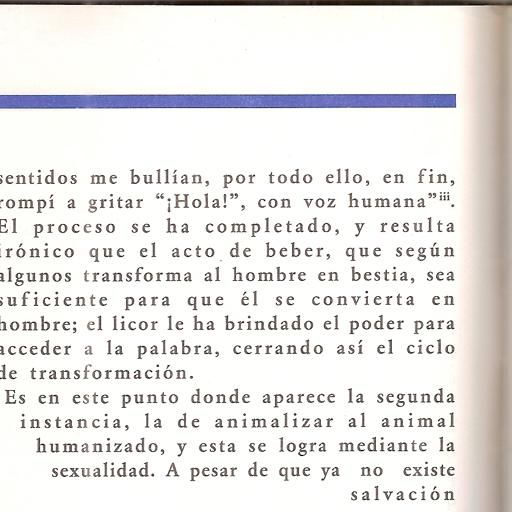 sentidos me bullían, por todo ello, en fin,
rompí a gritar “¡Hola!”, con voz humana”iii.
El proceso se ha completado, y resulta
irónico que el acto de beber, que según
algunos transforma al hombre en bestia, sea
suficiente para que él se convierta en
hombre; el licor le ha brindado el poder para
acceder a la palabra, cerrando así el ciclo
de transformación.
Es en este punto donde aparece la segunda
instancia, la de animalizar al animal
humanizado, y esta se logra mediante la
sexualidad. A pesar de que ya no existe
salvación